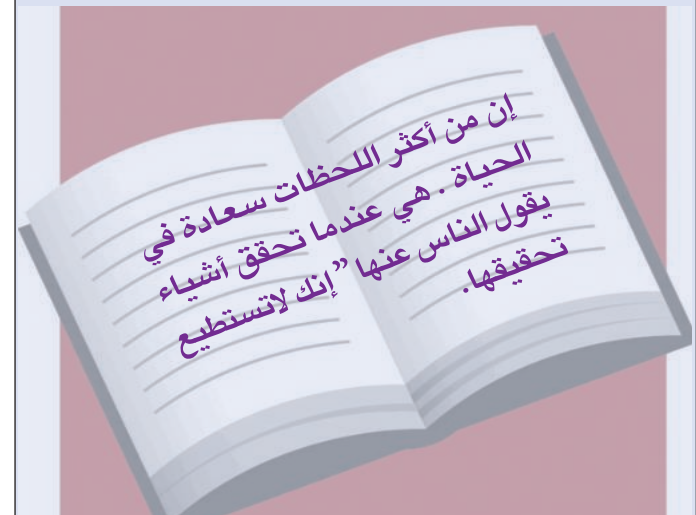 إن من أكثر اللحظات سعادة في
الحياة . هي عندما تحقق أشياء
يقول الناس عنها ”إنك لاتستطيع
تحقيقها.